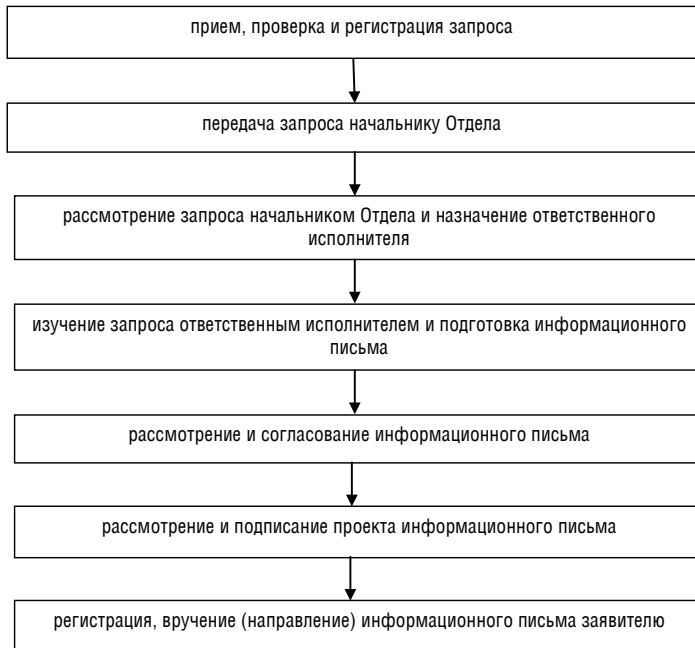 прием, проверка и регистрация запроса
передача запроса начальнику Отдела
рассмотрение запроса начальником Отдела и назначение ответственного
исполнителя
изучение запроса ответственным исполнителем и подготовка информационного
письма
рассмотрение и согласование информационного письма
рассмотрение и подписание проекта информационного письма
регистрация, вручение (направление) информационного письма заявителю